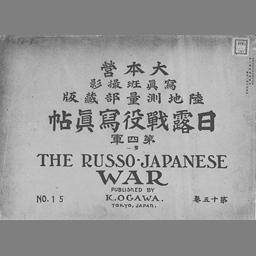 大本營
寫眞班撮影
陸地測量部藏版
日露戰役寫眞帖
第四軍
THE RUSSO-JAPANESE
WAR
PUBLISHED BY
K. OGAWA.
TOKYO, JAPAN.
NO. 15
第十五卷